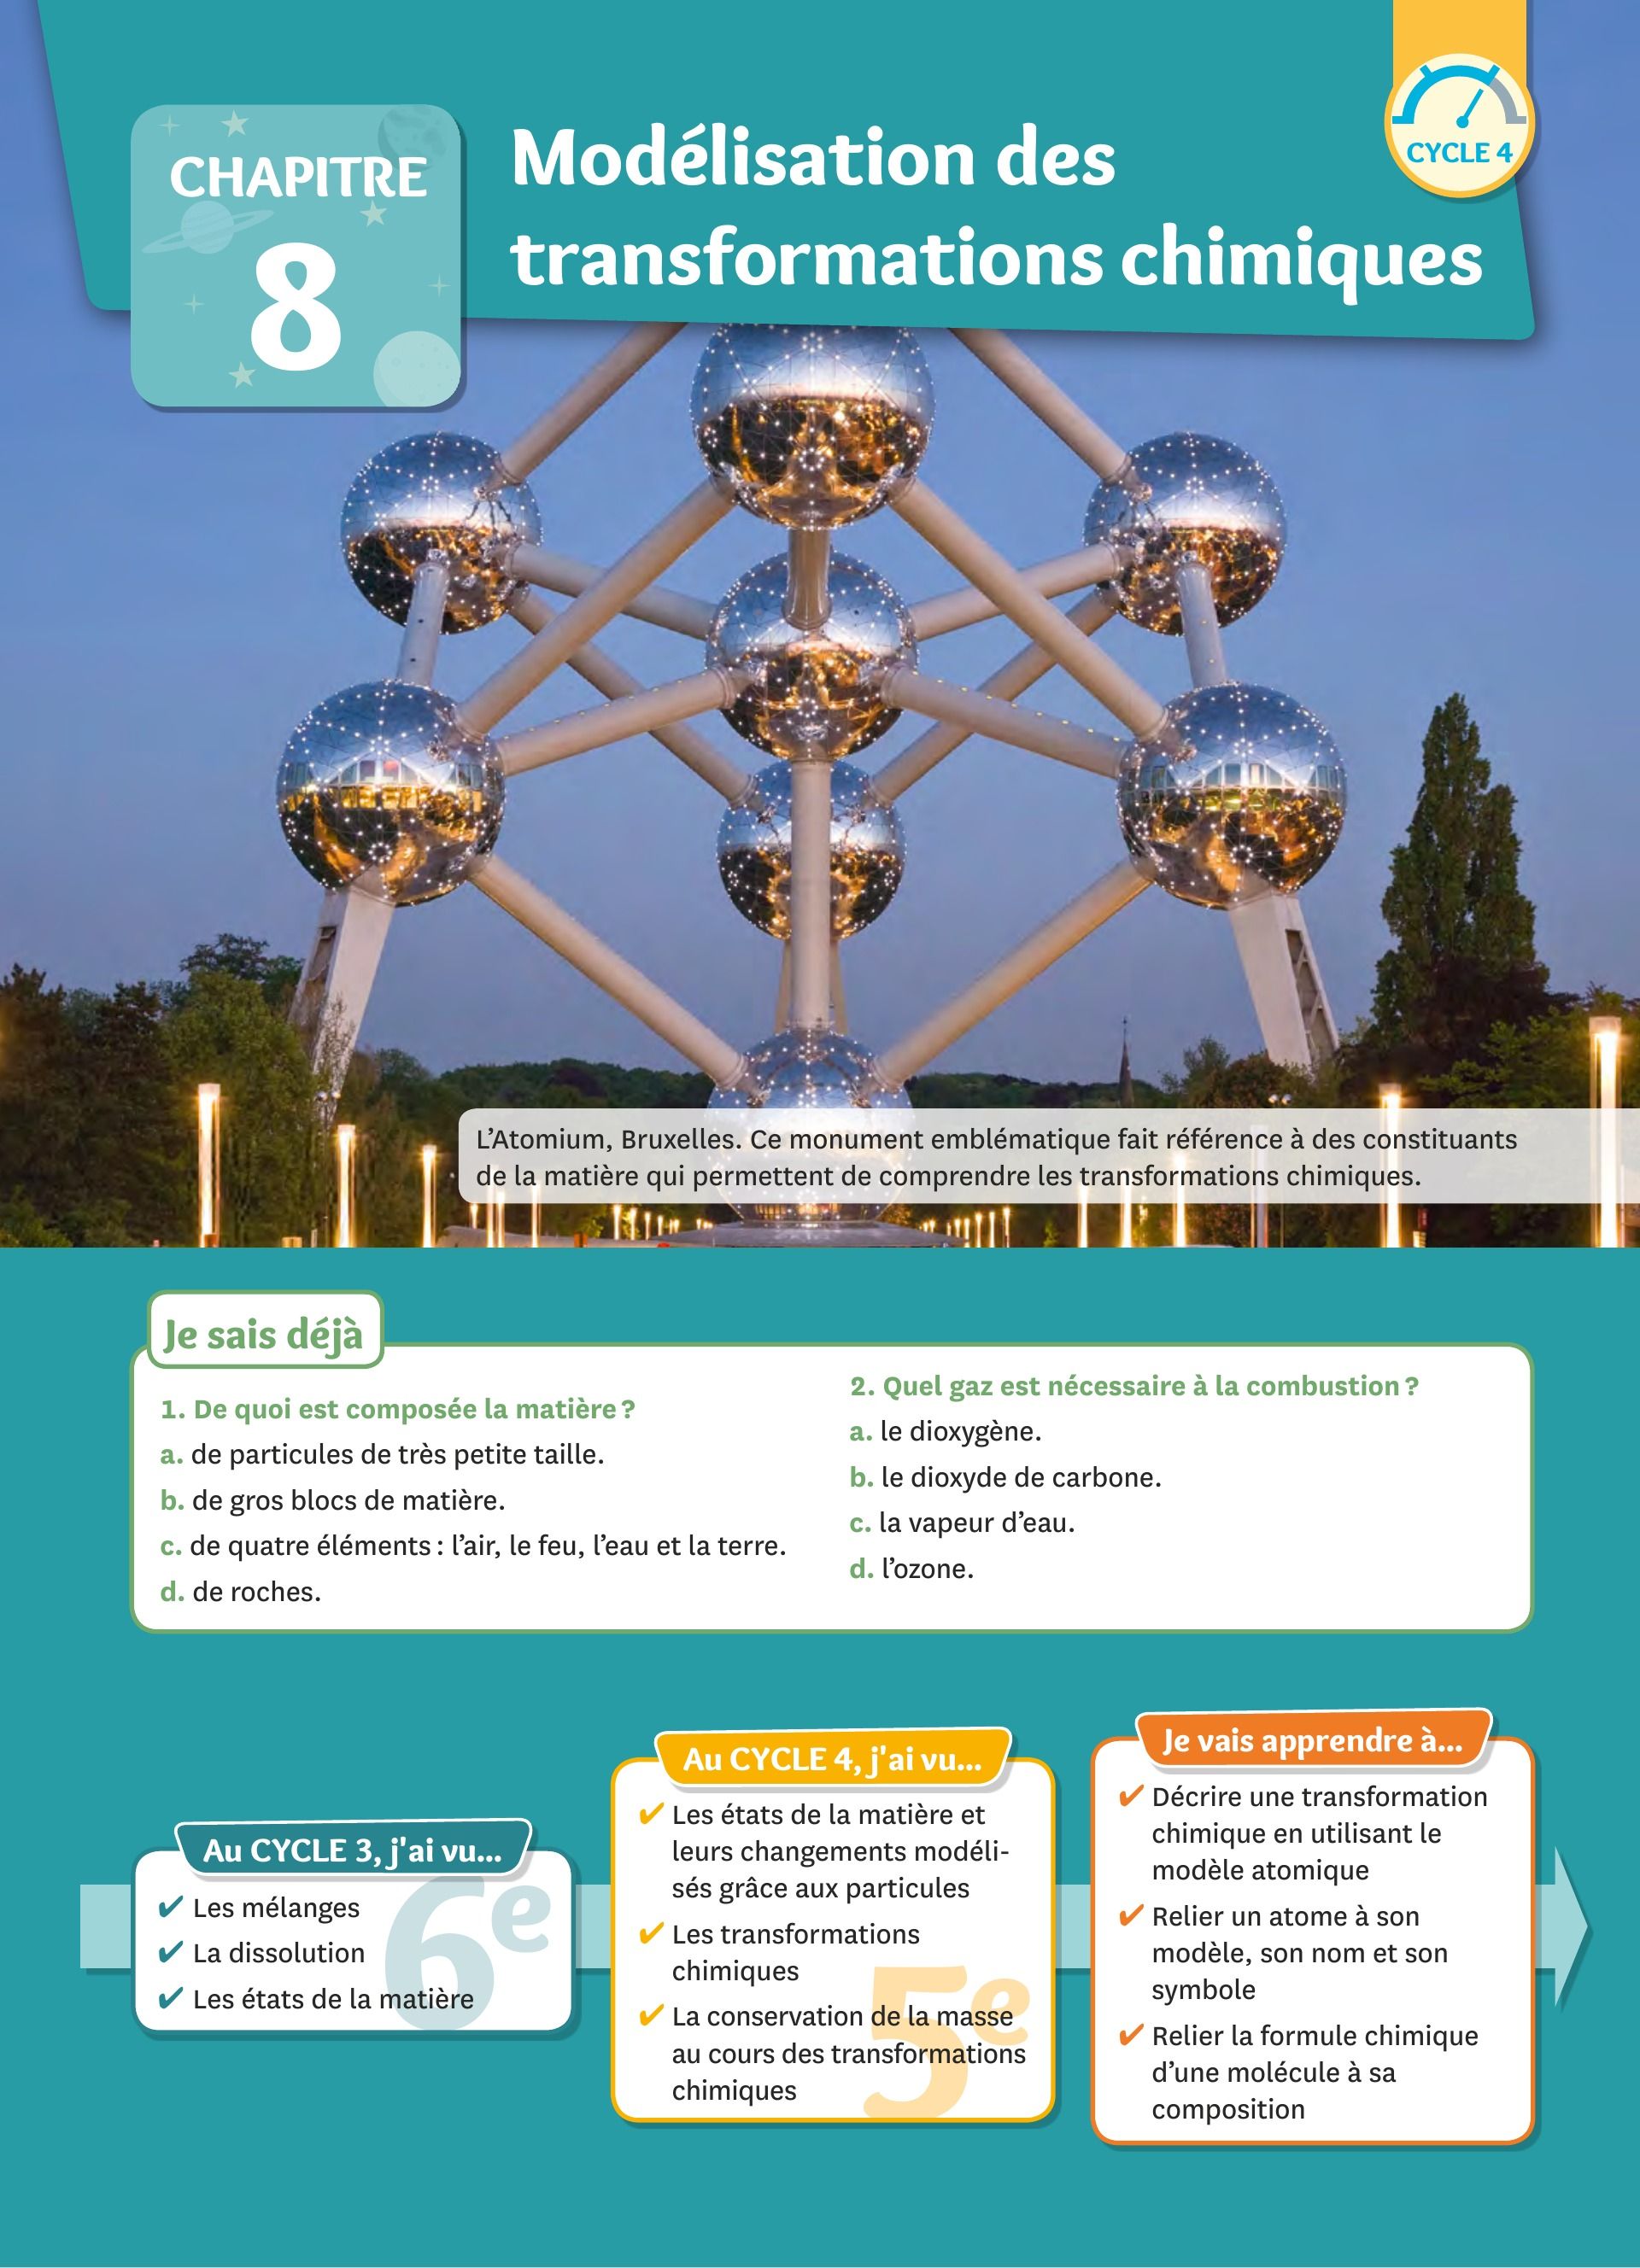 CHAPITRE
8
Modélisation des
transformations chimiques
CYCLE 4
L’Atomium, Bruxelles. Ce monument emblématique fait référence à des constituants
de la matière qui permettent de comprendre les transformations chimiques.
Je sais déjà
1. De quoi est composée la matière ?
a. de particules de très petite taille.
b. de gros blocs de matière.
c. de quatre éléments : l’air, le feu, l’eau et la terre.
d. de roches.
2. Quel gaz est nécessaire à la combustion ?
a. le dioxygène.
b. le dioxyde de carbone.
c. la vapeur d’eau.
d. l’ozone.
Au CYCLE 3, j'ai vu...
6e
✔ Les mélanges
✔ La dissolution
✔ Les états de la matière
Au CYCLE 4, j'ai vu...
5e
✔ Les états de la matière et
leurs changements modéli-
sés grâce aux particules
✔ Les transformations
chimiques
✔ La conservation de la masse
au cours des transformations
chimiques
Je vais apprendre à...
✔ Décrire une transformation
chimique en utilisant le
modèle atomique
✔ Relier un atome à son
modèle, son nom et son
symbole
✔ Relier la formule chimique
d’une molécule à sa
composition